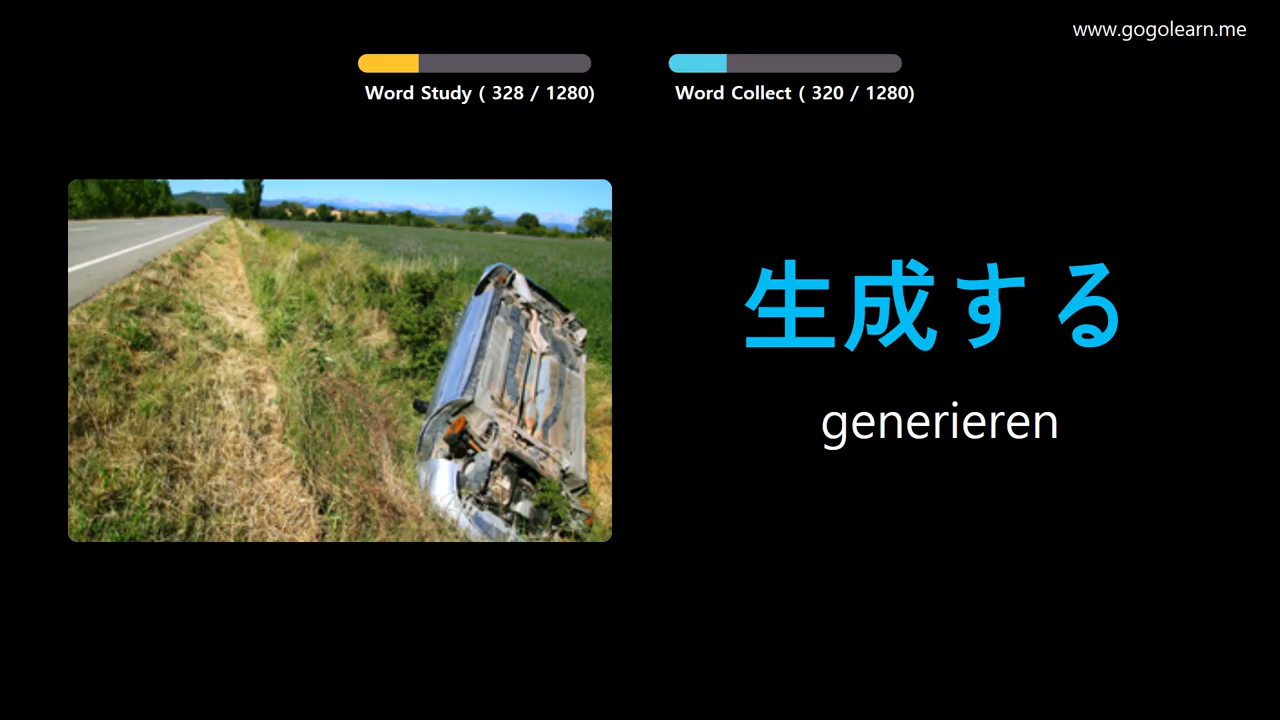 www.gogolearn.me
Word Study ( 328 / 1280)
Word Collect ( 320 / 1280)
生成する
generieren